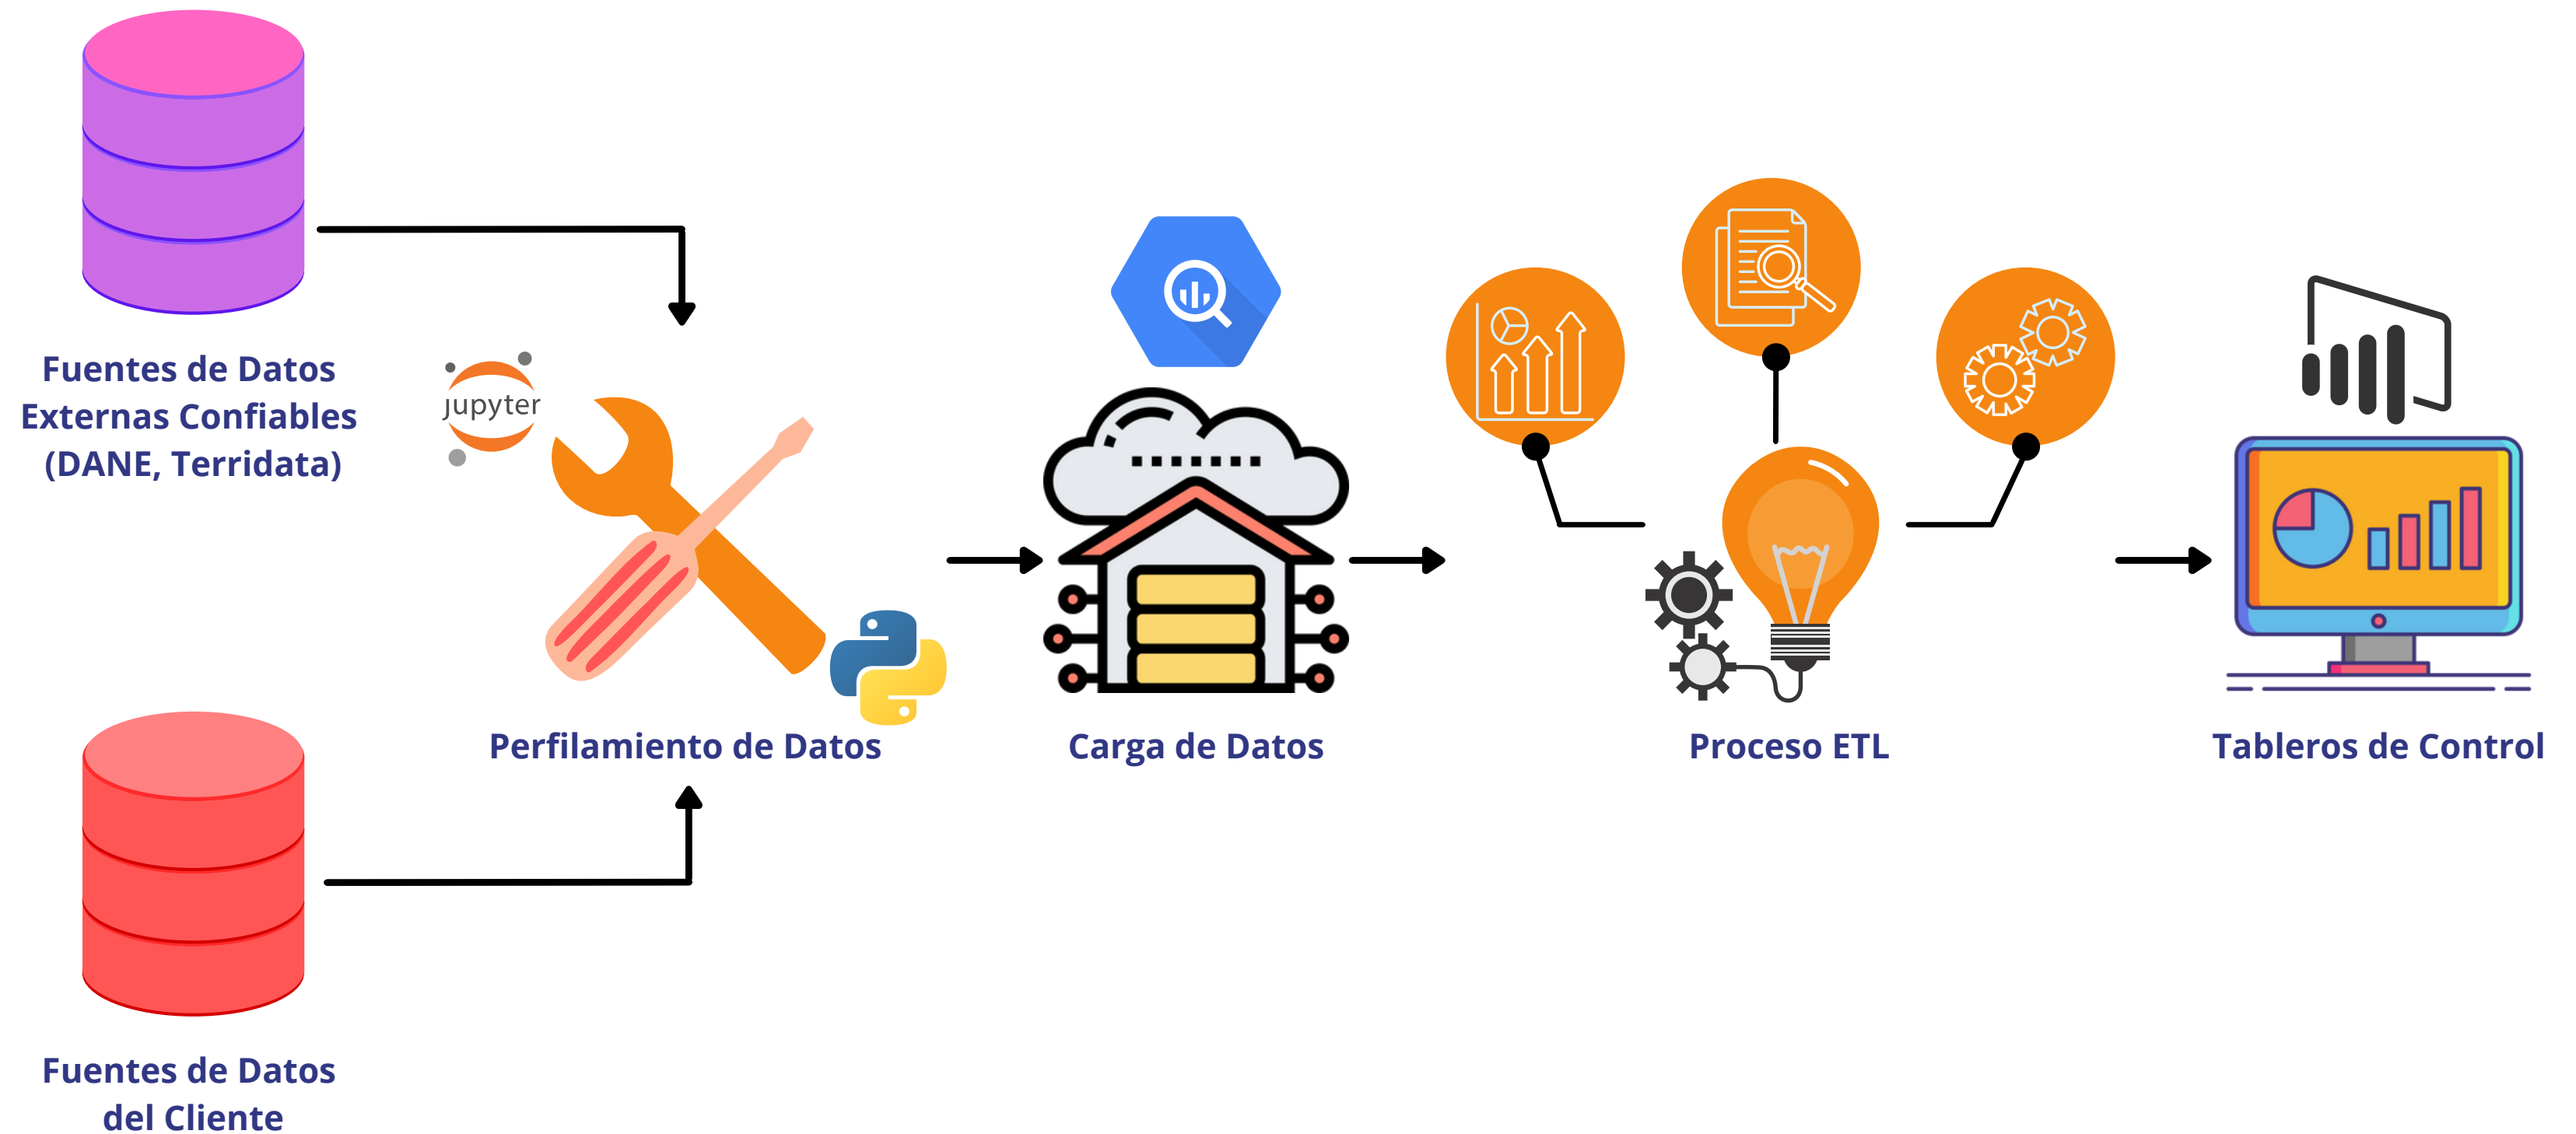 Fuentes de Datos
Externas Confiables
(DANE, Terridata)
jupyter
Perfilamiento de Datos
Carga de Datos
Proceso ETL
Tableros de Control
Fuentes de Datos
del Cliente